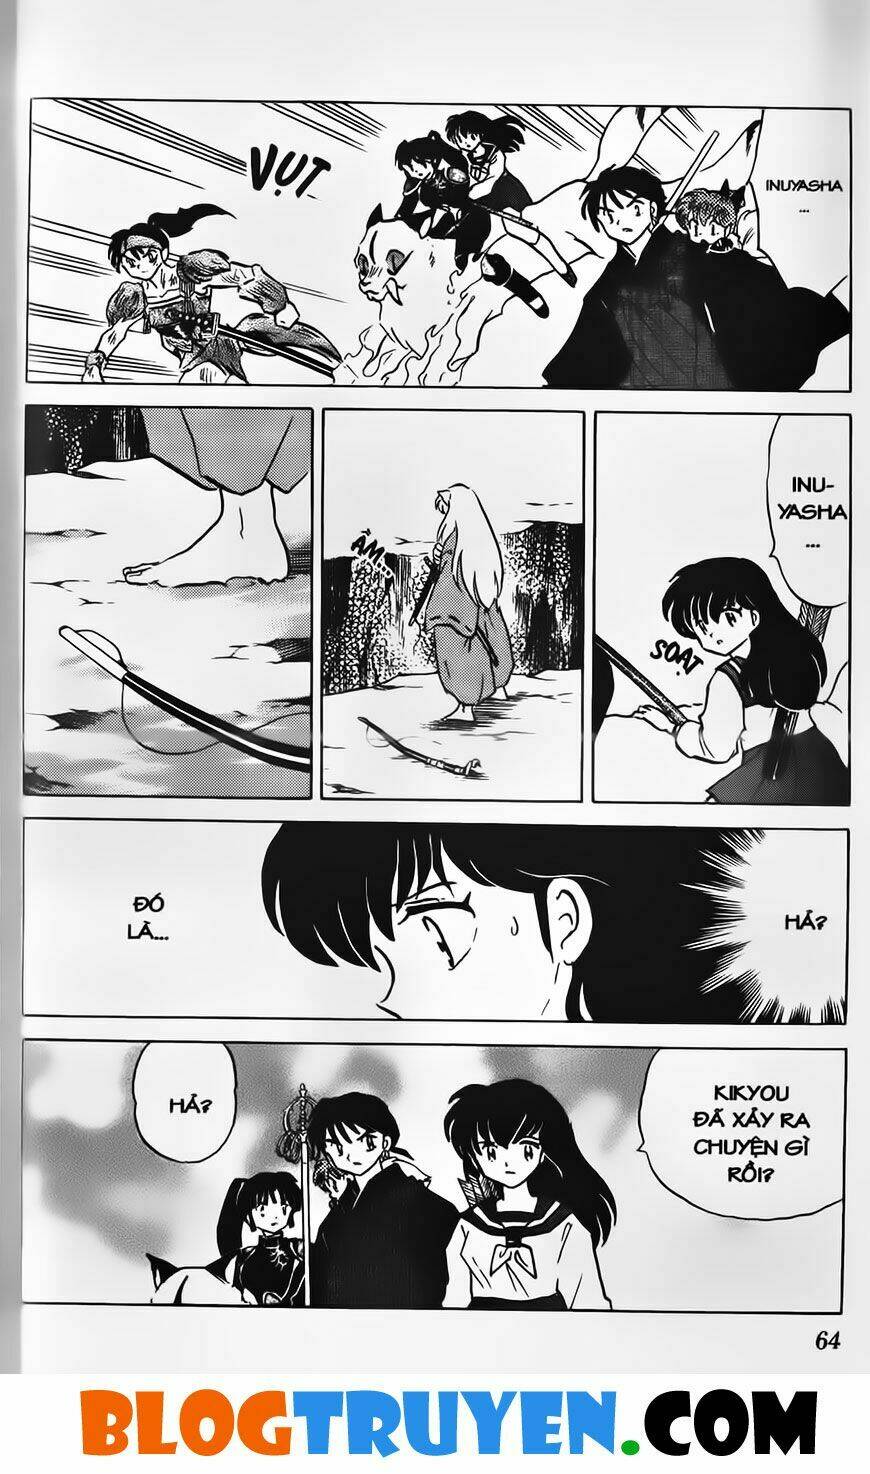 INUYASHA
...
VỤT
INU-
YASHA
...
SOẠT
ẦM...
HẢ?
ĐÓ
LÀ...
KIKYOU
ĐÃ XẢY RA
CHUYỆN GÌ
RỒI?
HẢ?
64
BLOGTRUYEN.COM